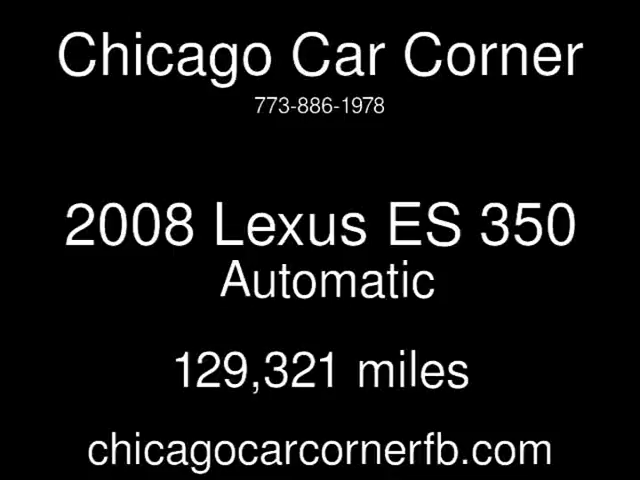 Chicago Car Corner
773-886-1978
2008 Lexus ES 350
Automatic
129,321 miles
chicagocarcornerfb.com